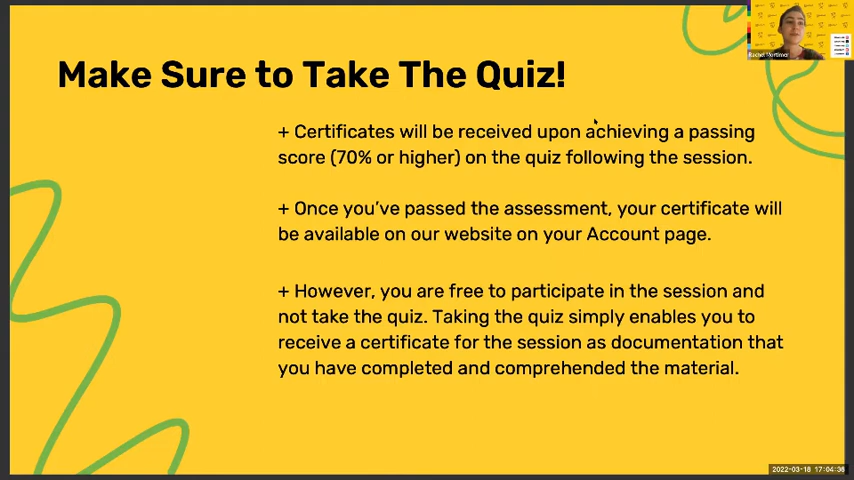 Make Sure to Take The Quiz!
+ Certificates will be received upon achieving a passing
score (70% or higher) on the quiz following the session.
+ Once you've passed the assessment, your certificate will
be available on our website on your Account page.
+ However, you are free to participate in the session and
not take the quiz. Taking the quiz simply enables you to
receive a certificate for the session as documentation that
you have completed and comprehended the material.
Rachel Mortimer
2022-03-18 17:04:36